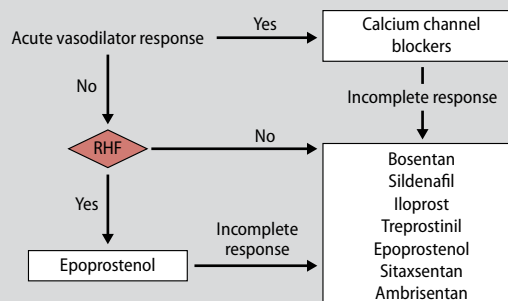 Acute vasodilator response
Yes
Calcium channel
blockers
No
Incomplete response
RHF
No
Bosentan
Sildenafil
Iloprost
Treprostinil
Epoprostenol
Sitaxsentan
Ambrisentan
Yes
Incomplete
response
Epoprostenol